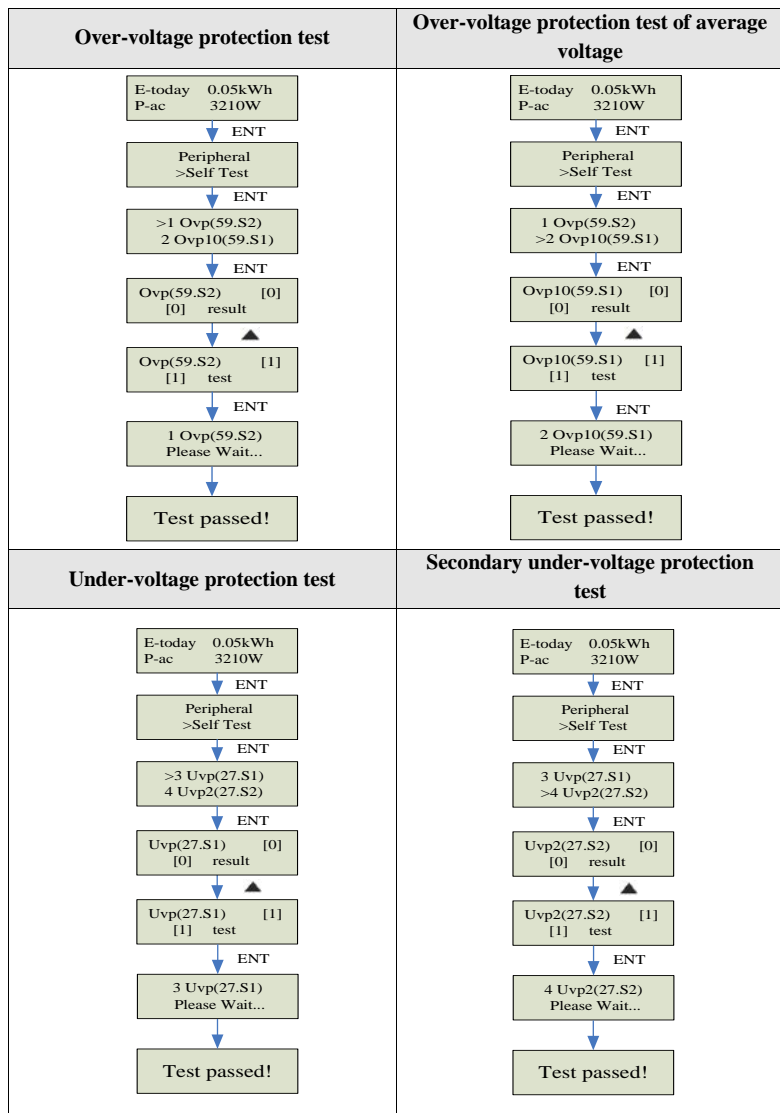 Over-voltage protection test
E-today 0.05kWh
P-ac 3210W
ENT
Peripheral
>Self Test
ENT
>1 Ovp(59.S2)
2 Ovp10(59.S1)
ENT
Ovp(59.S2) [0]
[0] result
Ovp(59.S2) [1]
[1] test
ENT
1 Ovp(59.S2)
Please Wait...
Test passed!
Over-voltage protection test of average
voltage
E-today 0.05kWh
P-ac 3210W
ENT
Peripheral
>Self Test
ENT
1 Ovp(59.S2)
>2 Ovp10(59.S1)
ENT
Ovp10(59.S1) [0]
[0] result
Ovp10(59.S1) [1]
[1] test
ENT
2 Ovp10(59.S1)
Please Wait...
Test passed!
Under-voltage protection test
E-today 0.05kWh
P-ac 3210W
ENT
Peripheral
>Self Test
ENT
>3 Uvp(27.S1)
4 Uvp2(27.S2)
ENT
Uvp(27.S1) [0]
[0] result
Uvp(27.S1) [1]
[1] test
ENT
3 Uvp(27.S1)
Please Wait...
Test passed!
Secondary under-voltage protection
test
E-today 0.05kWh
P-ac 3210W
ENT
Peripheral
>Self Test
ENT
3 Uvp(27.S1)
>4 Uvp2(27.S2)
ENT
Uvp2(27.S2) [0]
[0] result
Uvp2(27.S2) [1]
[1] test
ENT
4 Uvp2(27.S2)
Please Wait...
Test passed!